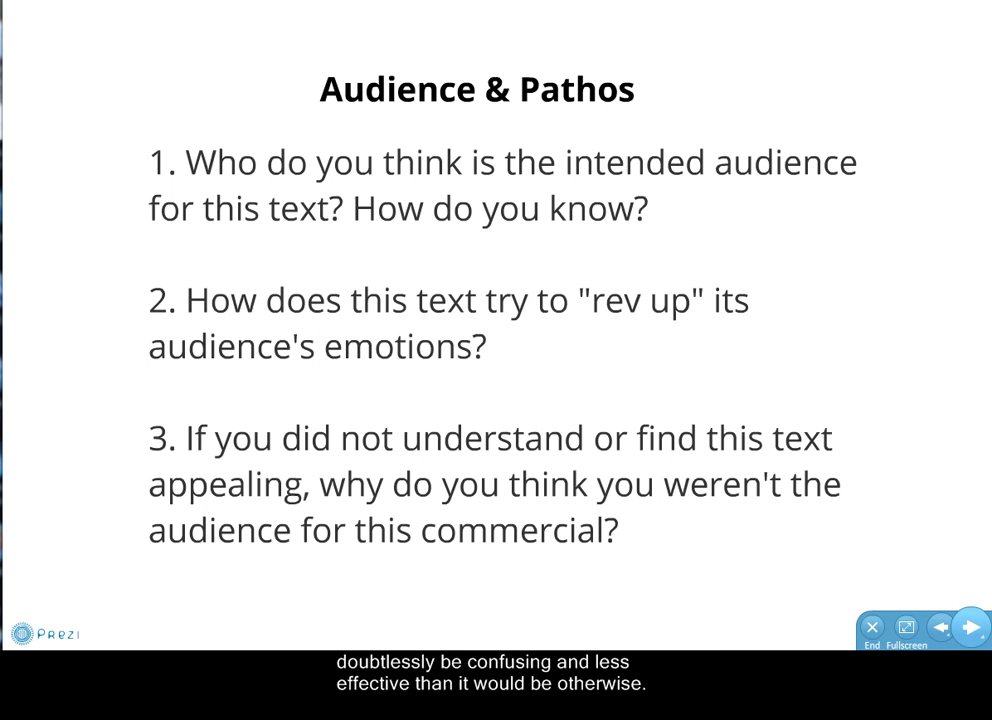 Audience & Pathos
1. Who do you think is the intended audience
for this text? How do you know?
2. How does this text try to "rev up" its
audience's emotions?
3. If you did not understand or find this text
appealing, why do you think you weren't the
audience for this commercial?
Prezi
End Fullscreen
doubtlessly be confusing and less
effective than it would be otherwise.